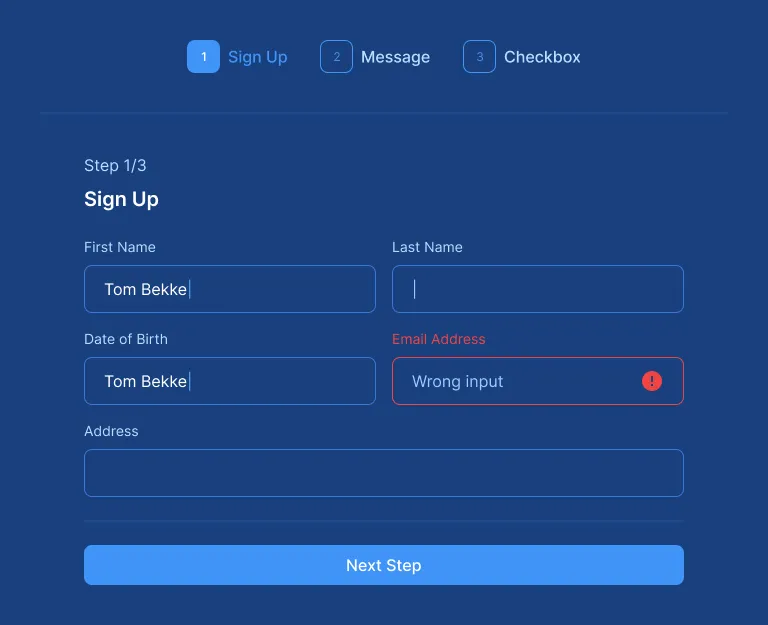 1 Sign Up 2 Message 3 Checkbox
Step 1/3
Sign Up
First Name Last Name
Tom Bekke
Date of Birth Email Address
Tom Bekke Wrong input !
Address
Next Step